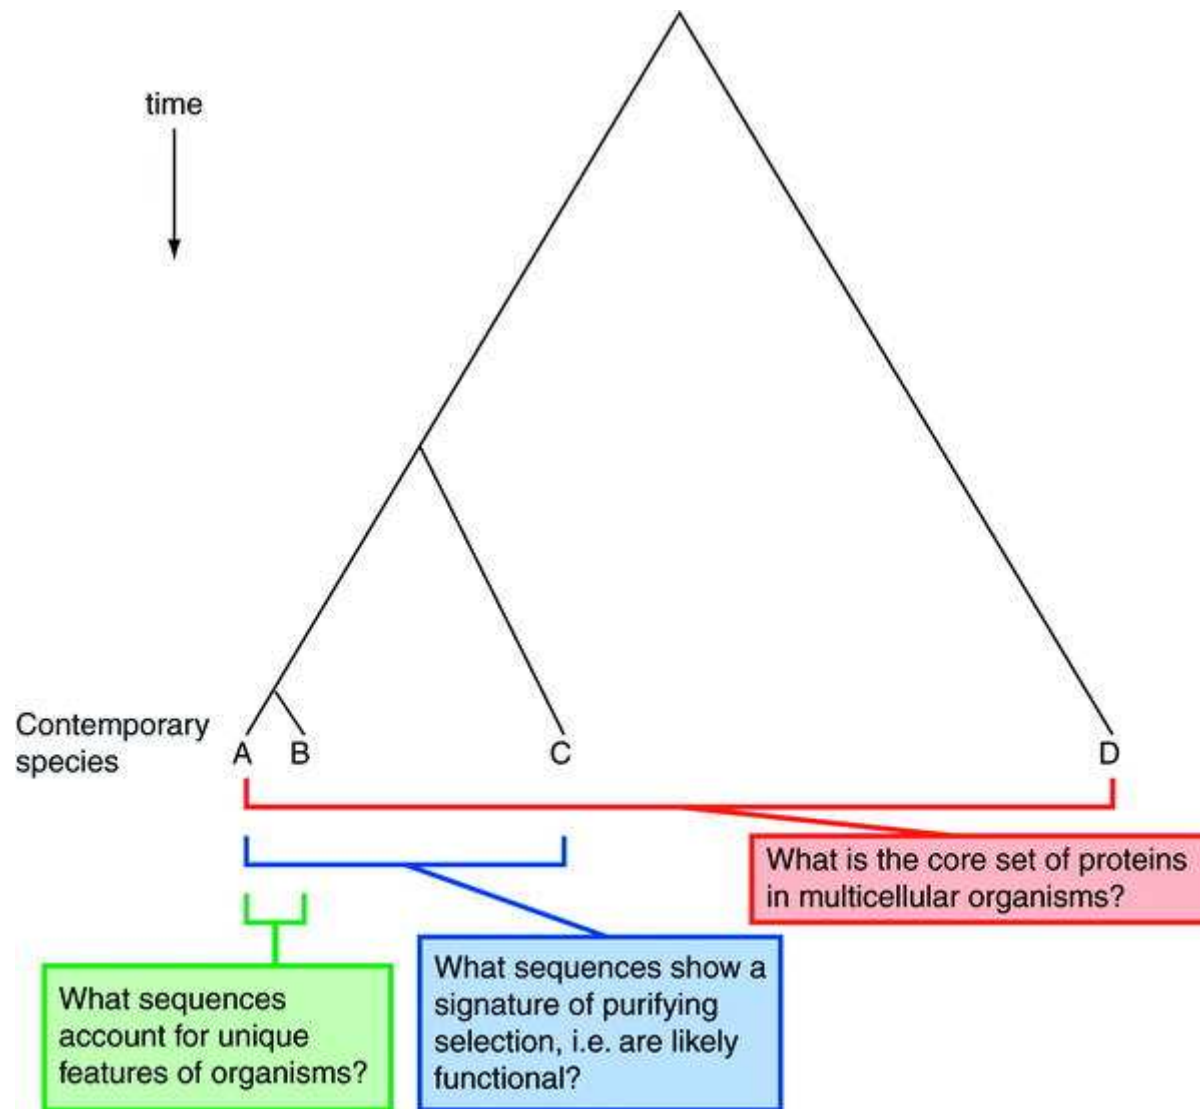 time
Contemporary
species
A B C D
What is the core set of proteins
in multicellular organisms?
What sequences show a
signature of purifying
selection, i.e. are likely
functional?
What sequences
account for unique
features of organisms?